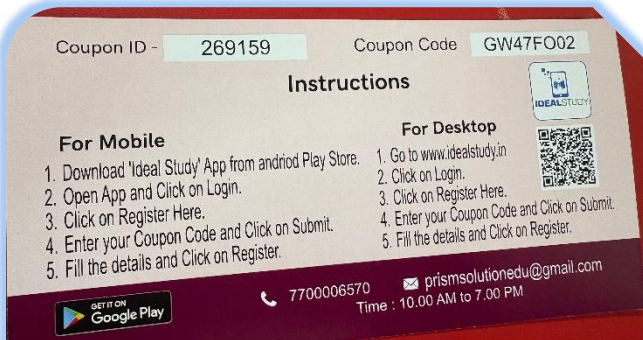 Coupon ID - 269159 Coupon Code GW47FO02
Instructions
IDEALSTUDY
For Mobile
1. Download 'Ideal Study' App from andriod Play Store.
2. Open App and Click on Login.
3. Click on Register Here.
4. Enter your Coupon Code and Click on Submit.
5. Fill the details and Click on Register.
For Desktop
1. Go to www.idealstudy.in
2. Click on Login.
3. Click on Register Here.
4. Enter your Coupon Code and Click on Submit.
5. Fill the details and Click on Register.
GET IT ON
Google Play
7700006570 prismsolutionedu@gmail.com
Time : 10.00 AM to 7.00 PM